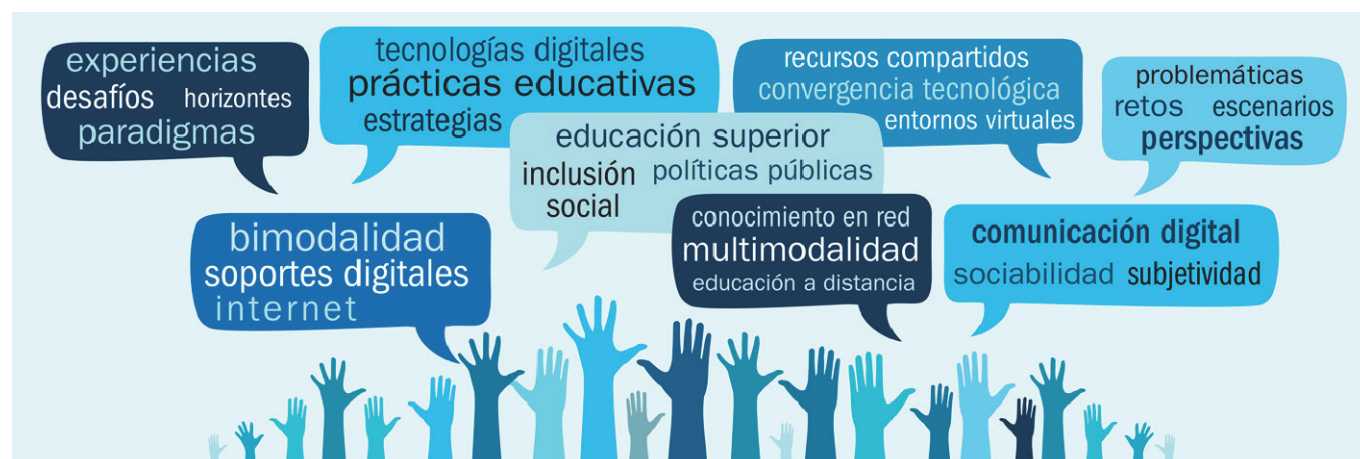 experiencias
desafíos horizontes
paradigmas
tecnologías digitales
prácticas educativas
estrategias
educación superior
inclusión políticas públicas
social
recursos compartidos
convergencia tecnológica
entornos virtuales
problemáticas
retos escenarios
perspectivas
bimodalidad
soportes digitales
internet
conocimiento en red
multimodalidad
educación a distancia
comunicación digital
sociabilidad subjetividad